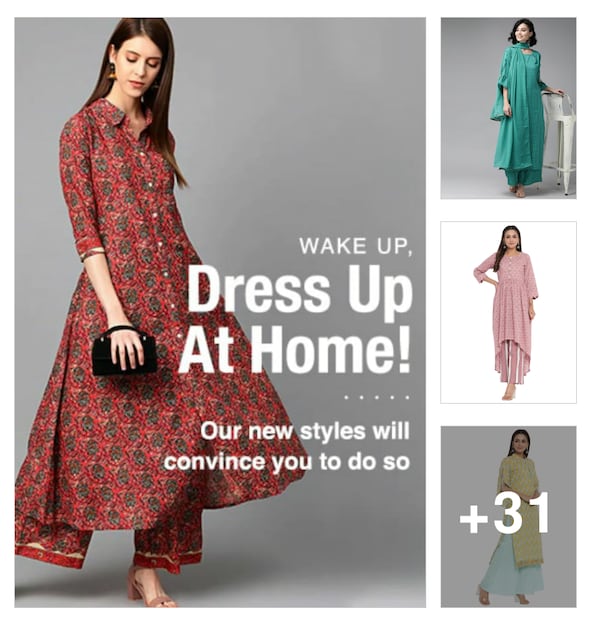 WAKE UP,
Dress Up
At Home!
Our new styles will
convince you to do so
+31